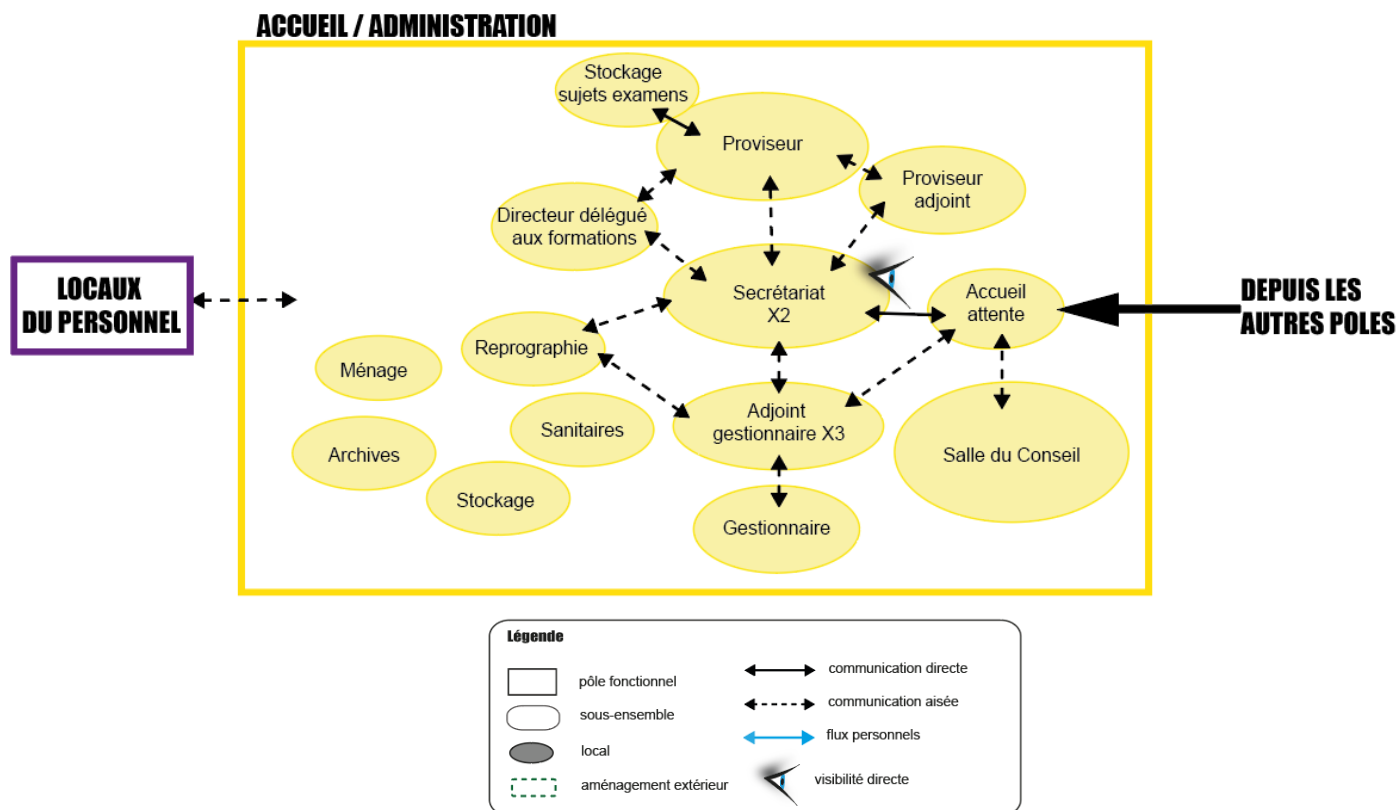 ACCUEIL / ADMINISTRATION
Stockage
sujets examens
Proviseur
Proviseur
adjoint
Directeur délégué
aux formations
LOCAUX
DU PERSONNEL
Secrétariat
X2
Accueil
attente
DEPUIS LES
AUTRES POLES
Reprographie
Ménage
Adjoint
gestionnaire X3
Sanitaires
Archives
Salle du Conseil
Stockage
Gestionnaire
Légende
pôle fonctionnel
sous-ensemble
local
aménagement extérieur
communication directe
communication aisée
flux personnels
visibilité directe